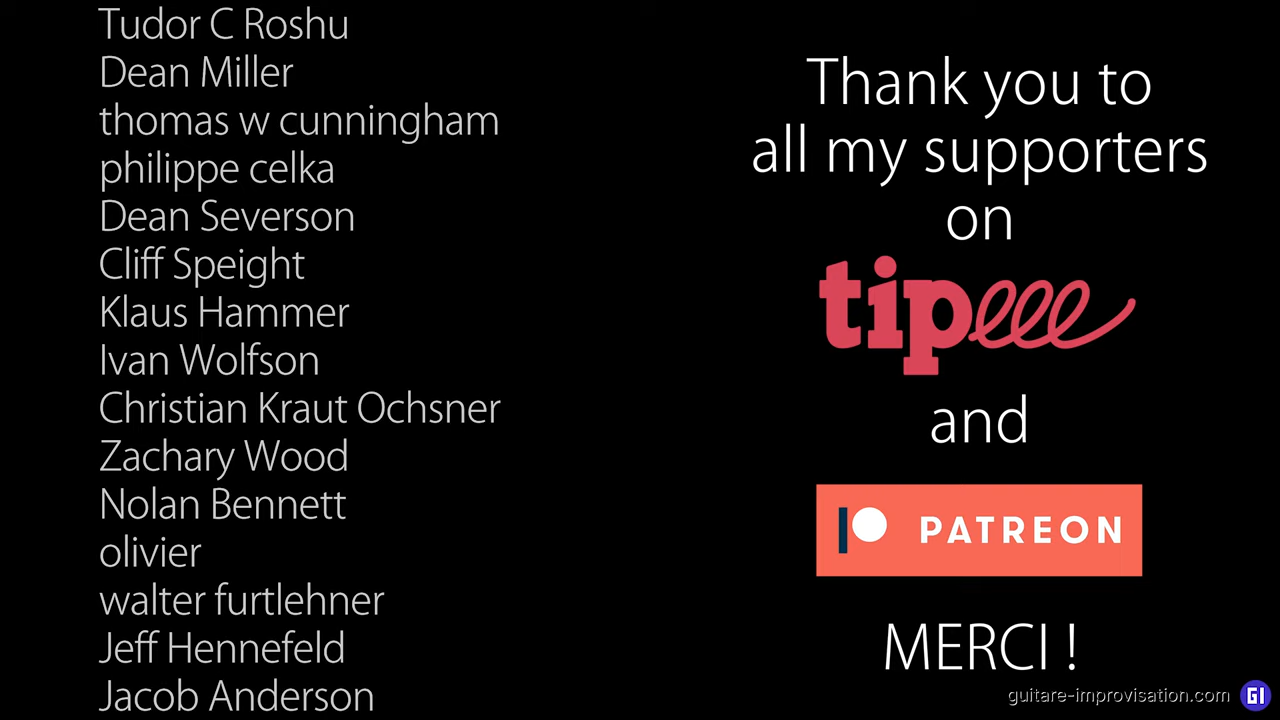 Tudor C Roshu
Dean Miller
thomas w cunningham
philippe celka
Dean Severson
Cliff Speight
Klaus Hammer
Ivan Wolfson
Christian Kraut Ochsner
Zachary Wood
Nolan Bennett
olivier
walter furtlehner
Jeff Hennefeld
Jacob Anderson
Thank you to
all my supporters
on
tipeee
and
PATREON
MERCI !
guitare-improvisation.com GI